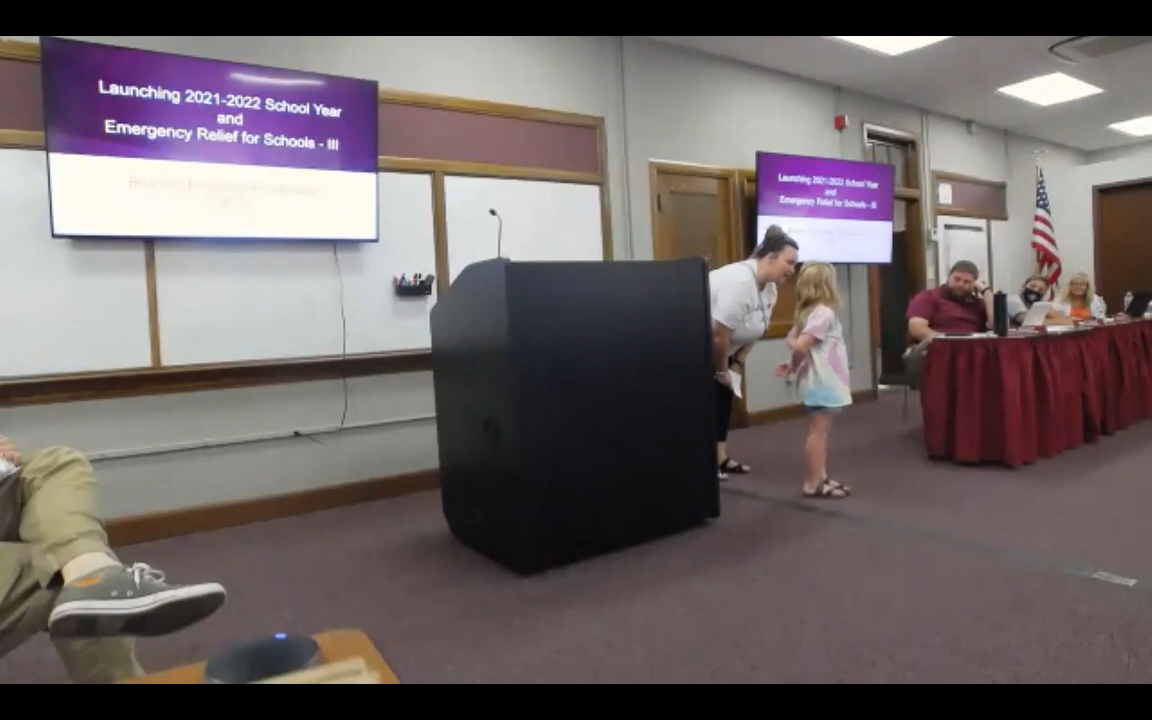 Launching 2021-2022 School Year
and
Emergency Relief for Schools - III
Launching 2021-2022 School Year
and
Emergency Relief for Schools - III